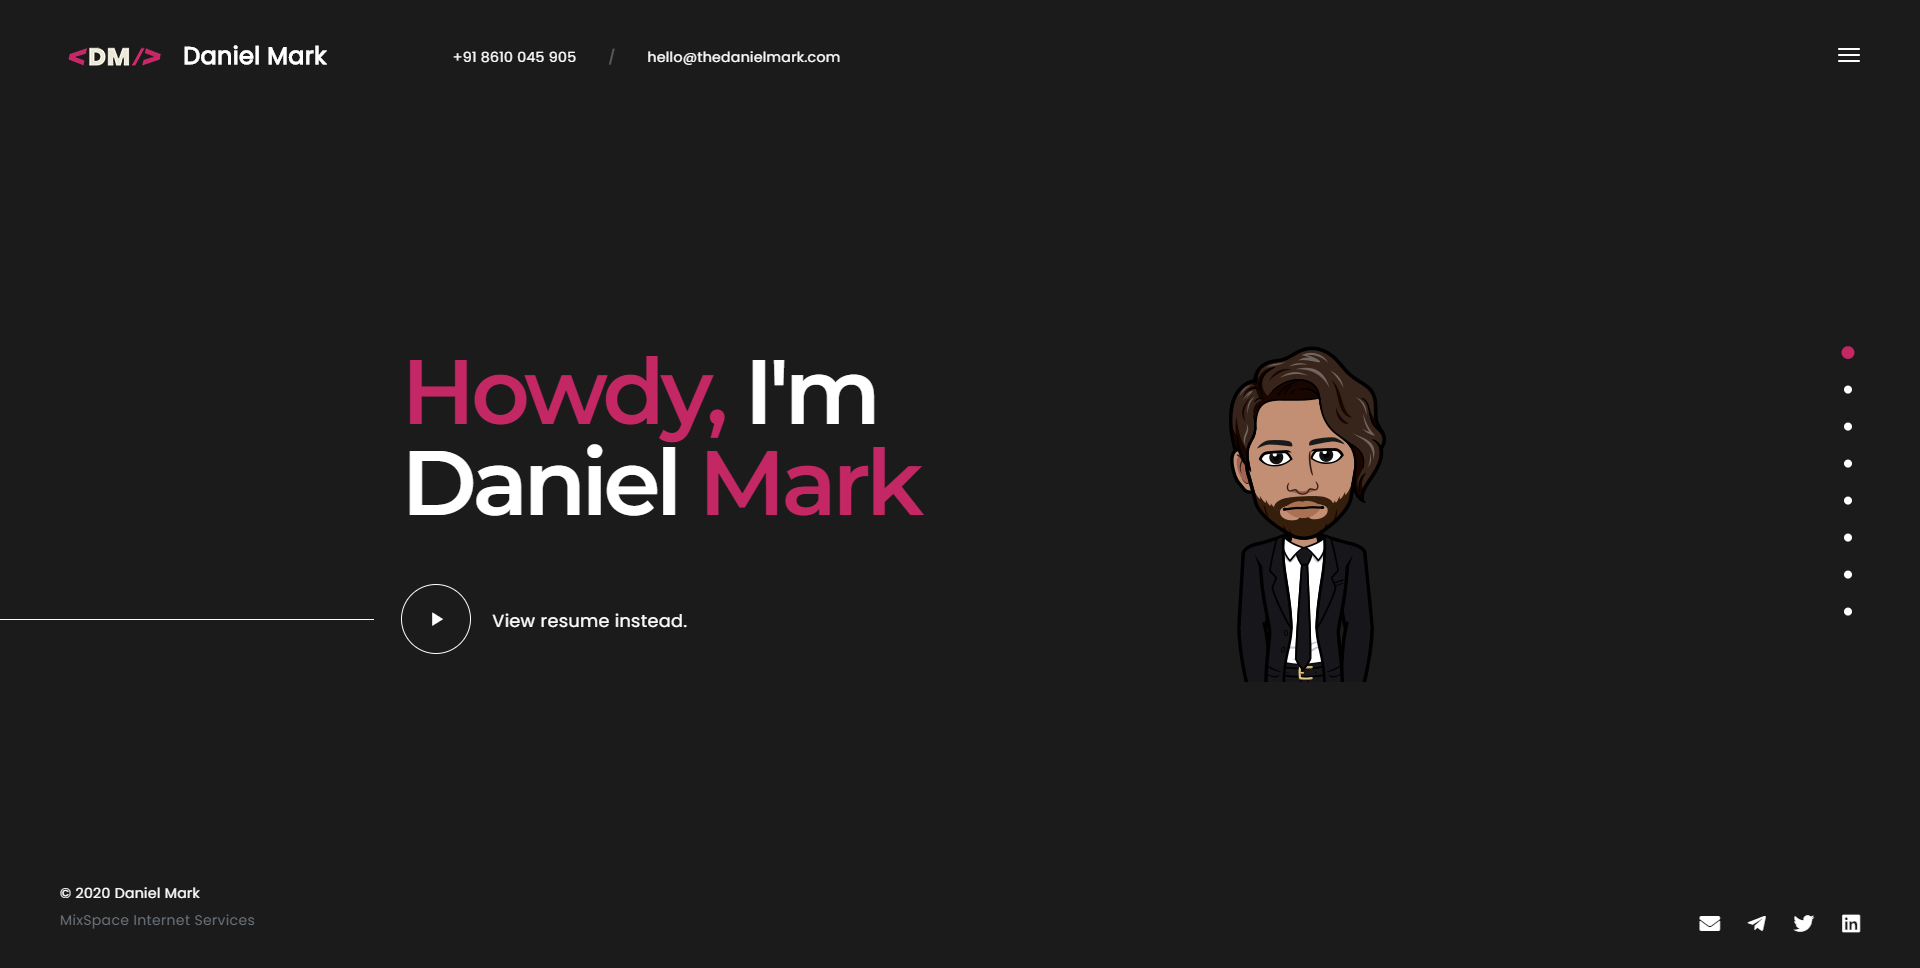 <DM/> Daniel Mark
+91 8610 045 905 / hello@thedanielmark.com
Howdy, I'm
Daniel Mark
View resume instead.
© 2020 Daniel Mark
MixSpace Internet Services
in